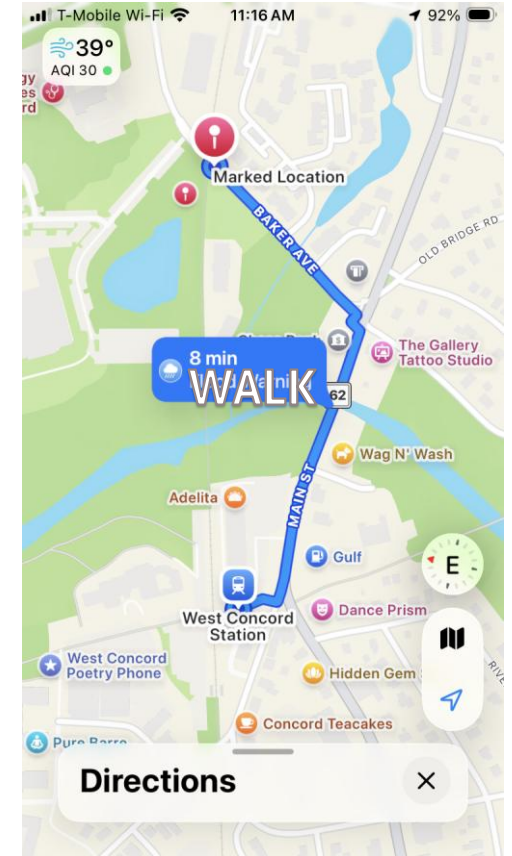 T-Mobile Wi-Fi 11:16 AM 92%
39°
AQI 30
rd
Marked Location
BAKER AVE
OLD BRIDGE RD
The Gallery
Tattoo Studio
8 min
WALK
62
Wag N' Wash
MAIN ST
Adelita
Gulf
E
West Concord
Station
Dance Prism
West Concord
Poetry Phone
Hidden Gem
Concord Teacakes
Pure Barre
Directions